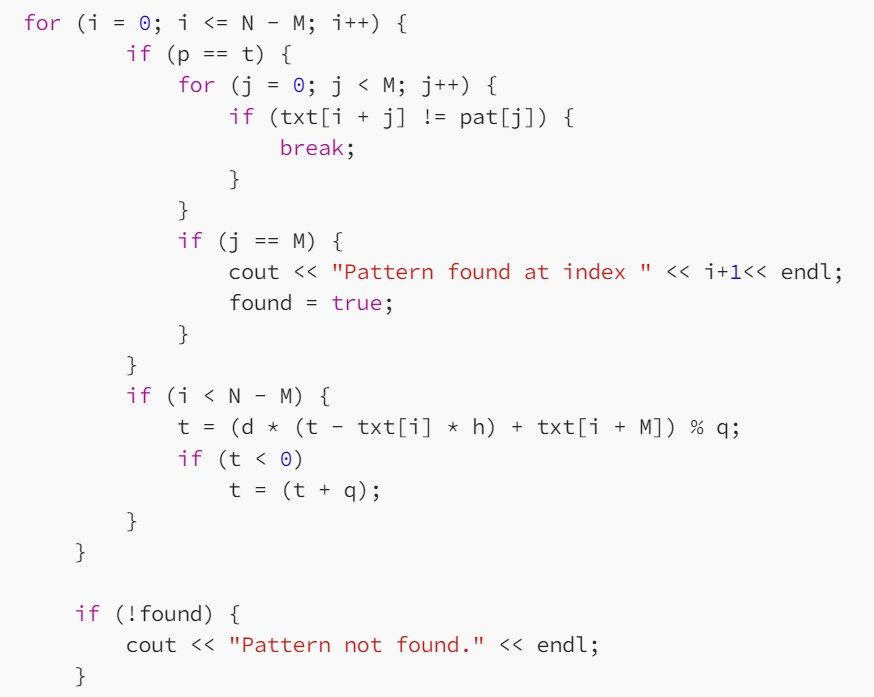 for (i = 0; i <= N - M; i++) {
        if (p == t) {
            for (j = 0; j < M; j++) {
                if (txt[i + j] != pat[j]) {
                    break;
                }
            }
            if (j == M) {
                cout << "Pattern found at index " << i+1<< endl;
                found = true;
            }
        }
        if (i < N - M) {
            t = (d * (t - txt[i] * h) + txt[i + M]) % q;
            if (t < 0)
                t = (t + q);
        }
    }

    if (!found) {
        cout << "Pattern not found." << endl;
    }